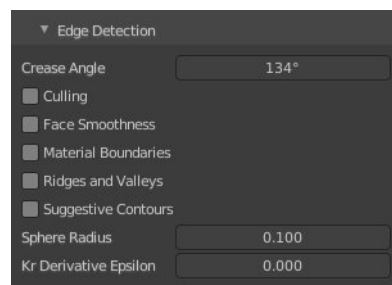 Edge Detection
Crease Angle 134°
Culling
Face Smoothness
Material Boundaries
Ridges and Valleys
Suggestive Contours
Sphere Radius 0.100
Kr Derivative Epsilon 0.000